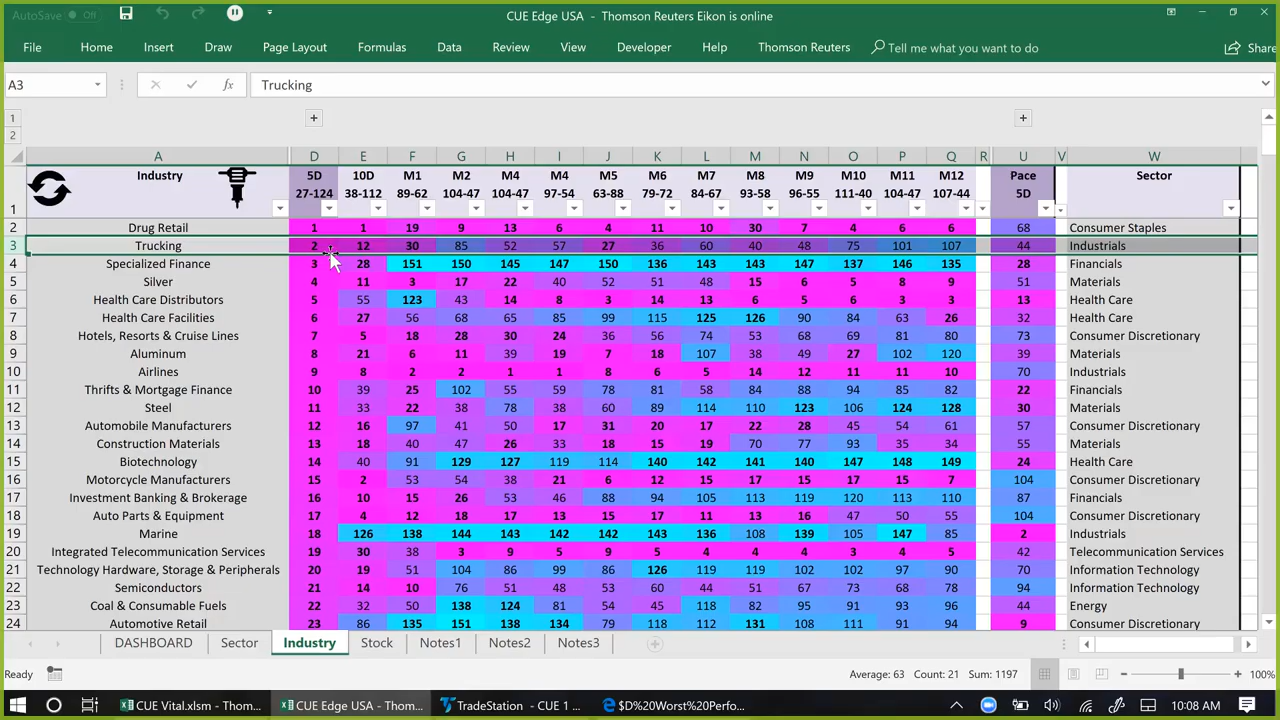 AutoSave Off CUE Edge USA — Thomson Reuters Eikon is online
File Home Insert Draw Page Layout Formulas Data Review View Developer Help Thomson Reuters Tell me what you want to do Share
A3 fx Trucking
1
2
A D E F G H I J K L M N O P Q R U V W
Industry 5D 10D M1 M2 M4 M4 M5 M6 M7 M8 M9 M10 M11 M12 Pace Sector
27-124 38-112 89-62 104-47 104-47 97-54 63-88 79-72 84-67 93-58 96-55 111-40 104-47 107-44 5D
1
2 Drug Retail 1 1 19 9 13 6 4 11 10 30 7 4 6 6 68 Consumer Staples
3 Trucking 2 12 30 85 52 57 27 36 60 40 48 75 101 107 44 Industrials
4 Specialized Finance 3 28 151 150 145 147 150 136 143 143 147 137 146 135 28 Financials
5 Silver 4 11 3 17 22 40 52 51 48 15 6 5 8 9 51 Materials
6 Health Care Distributors 5 55 123 43 14 8 3 14 13 6 5 6 3 3 13 Health Care
7 Health Care Facilities 6 27 56 68 65 85 99 115 125 126 90 84 63 26 32 Health Care
8 Hotels, Resorts & Cruise Lines 7 5 18 28 30 24 36 56 74 53 68 69 81 80 73 Consumer Discretionary
9 Aluminum 8 21 6 11 39 19 7 18 107 38 49 27 102 120 39 Materials
10 Airlines 9 8 2 2 1 1 8 6 5 14 12 11 11 10 70 Industrials
11 Thrifts & Mortgage Finance 10 39 25 102 55 59 78 81 58 84 88 94 85 82 22 Financials
12 Steel 11 33 22 38 78 38 60 89 114 110 123 106 124 128 30 Materials
13 Automobile Manufacturers 12 16 97 41 50 17 31 20 17 22 28 45 54 61 57 Consumer Discretionary
14 Construction Materials 13 18 40 47 26 33 18 15 19 70 77 93 35 34 55 Materials
15 Biotechnology 14 40 91 129 127 119 114 140 142 141 140 147 148 149 24 Health Care
16 Motorcycle Manufacturers 15 2 53 54 38 21 6 12 15 17 15 17 15 7 104 Consumer Discretionary
17 Investment Banking & Brokerage 16 10 15 26 53 46 88 94 105 113 119 120 113 110 87 Financials
18 Auto Parts & Equipment 17 4 12 18 17 13 15 17 11 13 16 47 50 55 104 Consumer Discretionary
19 Marine 18 126 138 144 143 142 142 143 136 108 139 105 147 85 2 Industrials
20 Integrated Telecommunication Services 19 30 38 3 9 5 9 5 4 4 4 3 4 5 42 Telecommunication Services
21 Technology Hardware, Storage & Peripherals 20 19 51 104 86 99 86 126 119 119 102 102 97 90 70 Information Technology
22 Semiconductors 21 14 10 76 51 48 53 60 44 51 67 73 68 78 94 Information Technology
23 Coal & Consumable Fuels 22 32 50 138 124 81 54 45 118 82 95 91 93 96 44 Energy
24 Automotive Retail 23 86 135 151 138 134 79 118 112 131 108 111 91 94 9 Consumer Discretionary
DASHBOARD Sector Industry Stock Notes1 Notes2 Notes3
Ready Average: 63 Count: 21 Sum: 1197 100%
CUE Vital.xlsm - Thom... CUE Edge USA - Thom... TradeStation - CUE 1 ... $D%20Worst%20Perfo... 10:08 AM